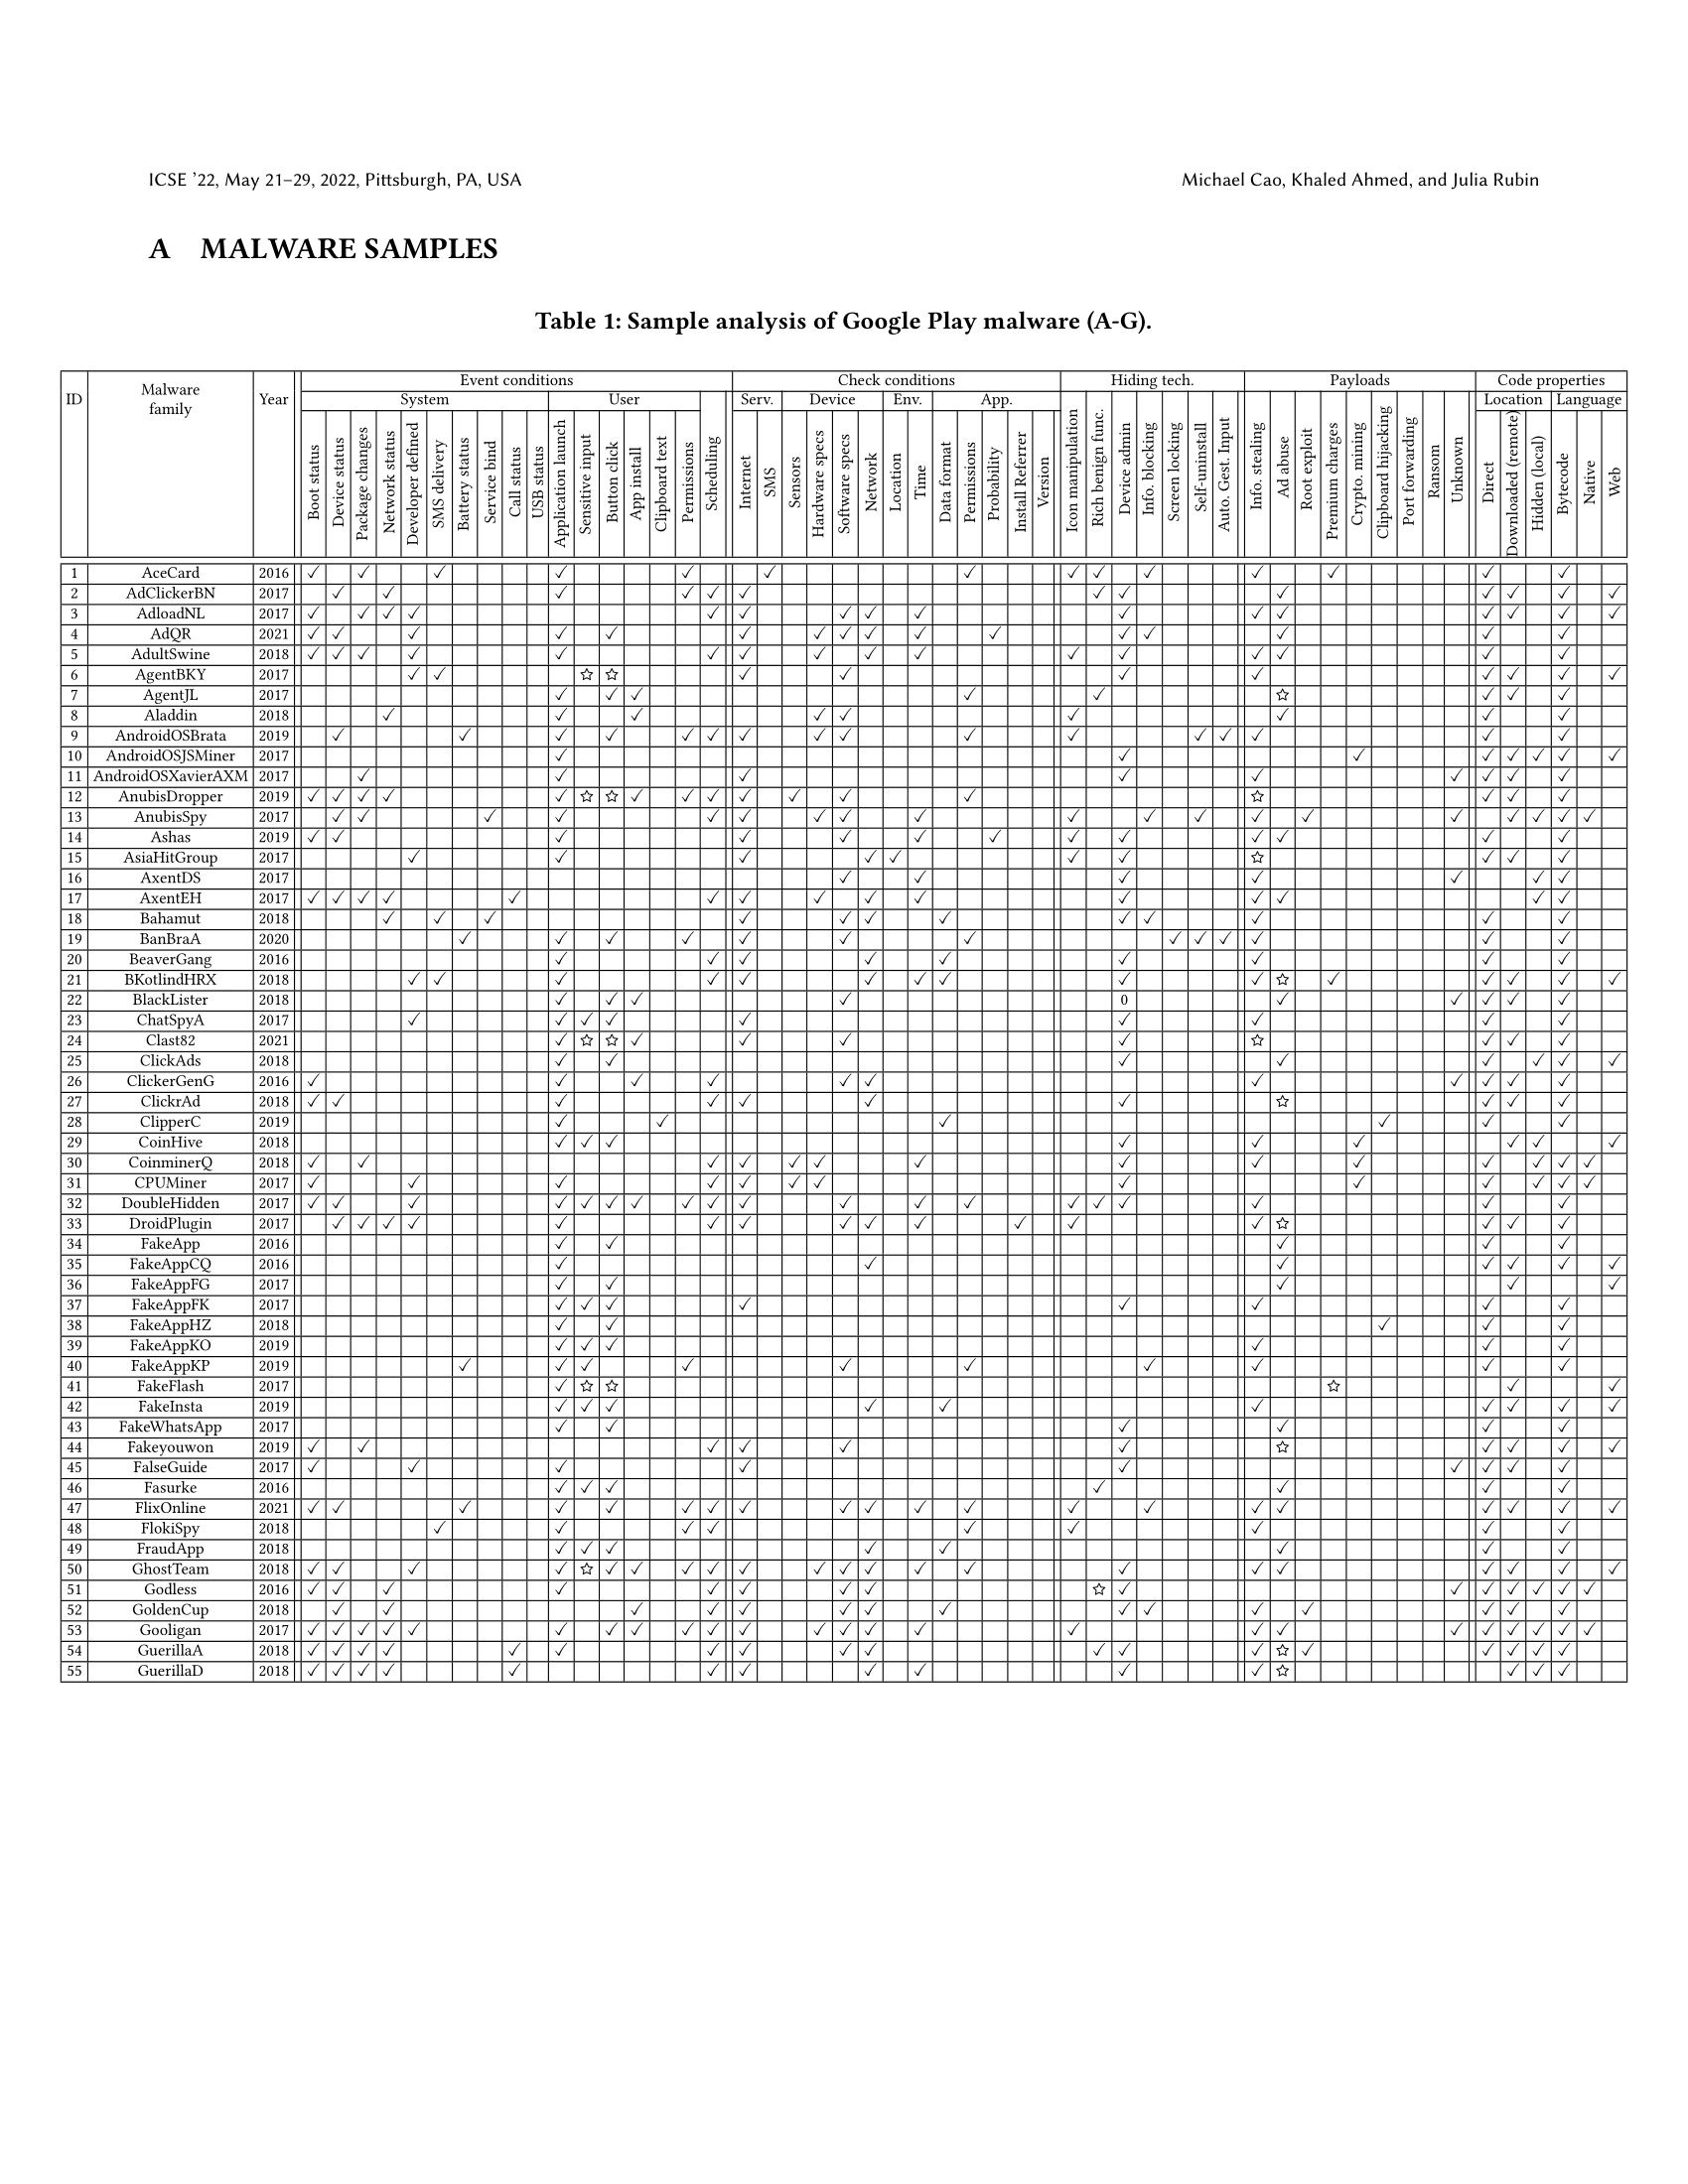 ICSE ’22, May 21–29, 2022, Pittsburgh, PA, USA
Michael Cao, Khaled Ahmed, and Julia Rubin
A MALWARE SAMPLES
Table 1: Sample analysis of Google Play malware (A-G).
ID Malware family Year Event conditions Check conditions Hiding tech. Payloads Code properties
System User Serv. Device Env. App. Location Language
Boot status
Device status
Package changes
Network status
Developer defined
SMS delivery
Battery status
Service bind
Call status
USB status
Application launch
Sensitive input
Button click
App install
Clipboard text
Permissions
Scheduling
Internet
SMS
Sensors
Hardware specs
Software specs
Network
Location
Time
Data format
Permissions
Probability
Install Referrer
Version
Icon manipulation
Rich benign func.
Device admin
Info. blocking
Screen locking
Self-uninstall
Auto. Gest. Input
Info. stealing
Ad abuse
Root exploit
Premium charges
Crypto. mining
Clipboard hijacking
Port forwarding
Ransom
Unknown
Direct
Downloaded (remote)
Hidden (local)
Bytecode
Native
Web
1 AceCard 2016 ✓ ✓ ✓ ✓ ✓ ✓ ✓ ✓ ✓ ✓ ✓ ✓ ✓ ✓
2 AdClickerBN 2017 ✓ ✓ ✓ ✓ ✓ ✓ ✓ ✓ ✓ ✓ ✓ ✓ ✓
3 AdloadNL 2017 ✓ ✓ ✓ ✓ ✓ ✓ ✓ ✓ ✓ ✓ ✓ ✓ ✓ ✓ ✓ ✓
4 AdQR 2021 ✓ ✓ ✓ ✓ ✓ ✓ ✓ ✓ ✓ ✓ ✓ ✓ ✓ ✓ ✓ ✓
5 AdultSwine 2018 ✓ ✓ ✓ ✓ ✓ ✓ ✓ ✓ ✓ ✓ ✓ ✓ ✓ ✓ ✓ ✓
6 AgentBKY 2017 ✓ ✓ ☆ ☆ ✓ ✓ ✓ ✓ ✓ ✓ ✓ ✓
7 AgentJL 2017 ✓ ✓ ✓ ✓ ✓ ☆ ✓ ✓ ✓
8 Aladdin 2018 ✓ ✓ ✓ ✓ ✓ ✓ ✓ ✓ ✓
9 AndroidOSBrata 2019 ✓ ✓ ✓ ✓ ✓ ✓ ✓ ✓ ✓ ✓ ✓ ✓ ✓ ✓ ✓ ✓
10 AndroidOSJSMiner 2017 ✓ ✓ ✓ ✓ ✓ ✓ ✓ ✓
11 AndroidOSXavierAXM 2017 ✓ ✓ ✓ ✓ ✓ ✓ ✓ ✓ ✓
12 AnubisDropper 2019 ✓ ✓ ✓ ✓ ✓ ☆ ☆ ✓ ✓ ✓ ✓ ✓ ✓ ✓ ☆ ✓ ✓ ✓
13 AnubisSpy 2017 ✓ ✓ ✓ ✓ ✓ ✓ ✓ ✓ ✓ ✓ ✓ ✓ ✓ ✓ ✓ ✓ ✓ ✓ ✓
14 Ashas 2019 ✓ ✓ ✓ ✓ ✓ ✓ ✓ ✓ ✓ ✓ ✓ ✓ ✓
15 AsiaHitGroup 2017 ✓ ✓ ✓ ✓ ✓ ✓ ✓ ☆ ✓ ✓ ✓
16 AxentDS 2017 ✓ ✓ ✓ ✓ ✓ ✓ ✓
17 AxentEH 2017 ✓ ✓ ✓ ✓ ✓ ✓ ✓ ✓ ✓ ✓ ✓ ✓ ✓ ✓ ✓
18 Bahamut 2018 ✓ ✓ ✓ ✓ ✓ ✓ ✓ ✓ ✓ ✓ ✓ ✓
19 BanBraA 2020 ✓ ✓ ✓ ✓ ✓ ✓ ✓ ✓ ✓ ✓ ✓ ✓ ✓
20 BeaverGang 2016 ✓ ✓ ✓ ✓ ✓ ✓ ✓ ✓ ✓
21 BKotlindHRX 2018 ✓ ✓ ✓ ✓ ✓ ✓ ✓ ✓ ✓ ✓ ☆ ✓ ✓ ✓ ✓ ✓
22 BlackLister 2018 ✓ ✓ ✓ ✓ 0 ✓ ✓ ✓ ✓ ✓
23 ChatSpyA 2017 ✓ ✓ ✓ ✓ ✓ ✓ ✓ ✓ ✓
24 Clast82 2021 ✓ ☆ ☆ ✓ ✓ ✓ ✓ ☆ ✓ ✓ ✓
25 ClickAds 2018 ✓ ✓ ✓ ✓ ✓ ✓ ✓ ✓
26 ClickerGenG 2016 ✓ ✓ ✓ ✓ ✓ ✓ ✓ ✓ ✓ ✓ ✓
27 ClickrAd 2018 ✓ ✓ ✓ ✓ ✓ ✓ ✓ ☆ ✓ ✓ ✓
28 ClipperC 2019 ✓ ✓ ✓ ✓ ✓ ✓
29 CoinHive 2018 ✓ ✓ ✓ ✓ ✓ ✓ ✓ ✓ ✓
30 CoinminerQ 2018 ✓ ✓ ✓ ✓ ✓ ✓ ✓ ✓ ✓ ✓ ✓ ✓ ✓ ✓
31 CPUMiner 2017 ✓ ✓ ✓ ✓ ✓ ✓ ✓ ✓ ✓ ✓ ✓ ✓ ✓
32 DoubleHidden 2017 ✓ ✓ ✓ ✓ ✓ ✓ ✓ ✓ ✓ ✓ ✓ ✓ ✓ ✓ ✓ ✓ ✓ ✓ ✓
33 DroidPlugin 2017 ✓ ✓ ✓ ✓ ✓ ✓ ✓ ✓ ✓ ✓ ✓ ✓ ✓ ☆ ✓ ✓ ✓
34 FakeApp 2016 ✓ ✓ ✓ ✓ ✓
35 FakeAppCQ 2016 ✓ ✓ ✓ ✓ ✓ ✓ ✓
36 FakeAppFG 2017 ✓ ✓ ✓ ✓ ✓
37 FakeAppFK 2017 ✓ ✓ ✓ ✓ ✓ ✓ ✓ ✓
38 FakeAppHZ 2018 ✓ ✓ ✓ ✓ ✓
39 FakeAppKO 2019 ✓ ✓ ✓ ✓ ✓ ✓
40 FakeAppKP 2019 ✓ ✓ ✓ ✓ ✓ ✓ ✓ ✓ ✓ ✓
41 FakeFlash 2017 ✓ ☆ ☆ ☆ ✓ ✓
42 FakeInsta 2019 ✓ ✓ ✓ ✓ ✓ ✓ ✓ ✓ ✓ ✓
43 FakeWhatsApp 2017 ✓ ✓ ✓ ✓ ✓ ✓
44 Fakeyouwon 2019 ✓ ✓ ✓ ✓ ✓ ✓ ☆ ✓ ✓ ✓ ✓
45 FalseGuide 2017 ✓ ✓ ✓ ✓ ✓ ✓ ✓ ✓ ✓
46 Fasurke 2016 ✓ ✓ ✓ ✓ ✓ ✓ ✓
47 FlixOnline 2021 ✓ ✓ ✓ ✓ ✓ ✓ ✓ ✓ ✓ ✓ ✓ ✓ ✓ ✓ ✓ ✓ ✓ ✓ ✓ ✓
48 FlokiSpy 2018 ✓ ✓ ✓ ✓ ✓ ✓ ✓ ✓ ✓
49 FraudApp 2018 ✓ ✓ ✓ ✓ ✓ ✓ ✓ ✓
50 GhostTeam 2018 ✓ ✓ ✓ ✓ ☆ ✓ ✓ ✓ ✓ ✓ ✓ ✓ ✓ ✓ ✓ ✓ ✓ ✓ ✓ ✓ ✓ ✓
51 Godless 2016 ✓ ✓ ✓ ✓ ✓ ✓ ✓ ✓ ☆ ✓ ✓ ✓ ✓ ✓ ✓ ✓
52 GoldenCup 2018 ✓ ✓ ✓ ✓ ✓ ✓ ✓ ✓ ✓ ✓ ✓ ✓ ✓ ✓ ✓
53 Gooligan 2017 ✓ ✓ ✓ ✓ ✓ ✓ ✓ ✓ ✓ ✓ ✓ ✓ ✓ ✓ ✓ ✓ ✓ ✓ ✓ ✓ ✓ ✓ ✓ ✓
54 GuerillaA 2018 ✓ ✓ ✓ ✓ ✓ ✓ ✓ ✓ ✓ ✓ ✓ ✓ ✓ ☆ ✓ ✓ ✓ ✓ ✓
55 GuerillaD 2018 ✓ ✓ ✓ ✓ ✓ ✓ ✓ ✓ ✓ ✓ ✓ ☆ ✓ ✓ ✓